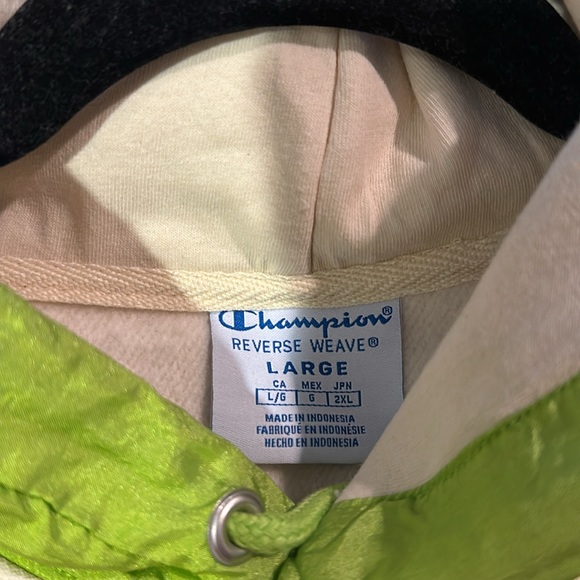 Champion®
REVERSE WEAVE®
LARGE
CA MEX JPN
L/G G 2XL
MADE IN INDONESIA
FABRIQUÉ EN INDONÉSIE
HECHO EN INDONESIA